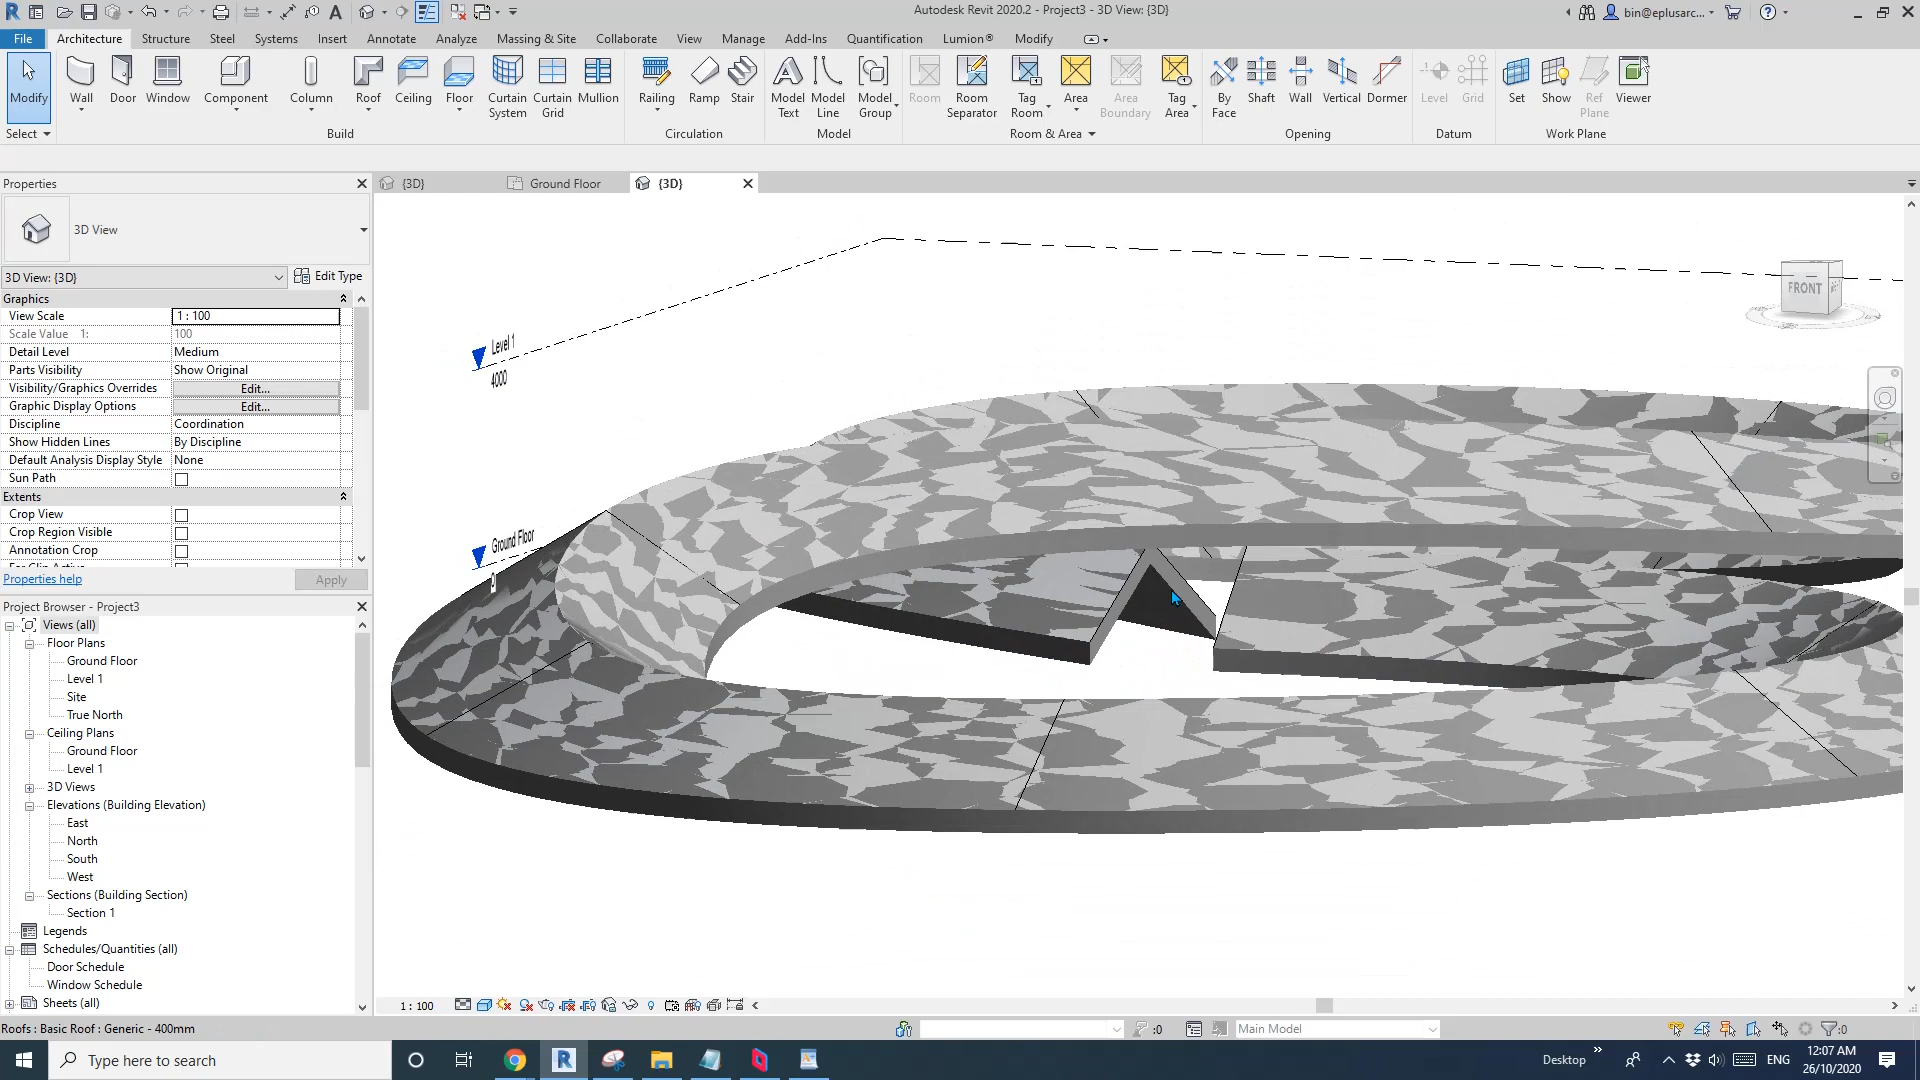 Autodesk Revit 2020.2 - Project3 - 3D View: {3D}
bin@eplusarc...
File Architecture Structure Steel Systems Insert Annotate Analyze Massing & Site Collaborate View Manage Add-Ins Quantification Lumion® Modify
Modify Wall Door Window Component Column Roof Ceiling Floor Curtain System Curtain Grid Mullion Railing Ramp Stair Model Text Model Line Model Group Room Room Separator Tag Room Area Area Boundary Tag Area By Face Shaft Wall Vertical Dormer Level Grid Set Show Ref Plane Viewer
Select Build Circulation Model Room & Area Opening Datum Work Plane
Properties
{3D} Ground Floor {3D}
3D View
3D View: {3D} Edit Type
Graphics
View Scale 1 : 100
Scale Value 1: 100
Detail Level Medium
Parts Visibility Show Original
Visibility/Graphics Overrides Edit...
Graphic Display Options Edit...
Discipline Coordination
Show Hidden Lines By Discipline
Default Analysis Display Style None
Sun Path
Extents
Crop View
Crop Region Visible
Annotation Crop
Properties help Apply
Project Browser - Project3
Views (all)
Floor Plans
Ground Floor
Level 1
Site
True North
Ceiling Plans
Ground Floor
Level 1
3D Views
Elevations (Building Elevation)
East
North
South
West
Sections (Building Section)
Section 1
Legends
Schedules/Quantities (all)
Door Schedule
Window Schedule
Sheets (all)
Level 1
4000
Ground Floor
0
FRONT
1 : 100
Roofs : Basic Roof : Generic - 400mm
:0
Main Model
:0
Type here to search
Desktop
ENG
12:07 AM
26/10/2020